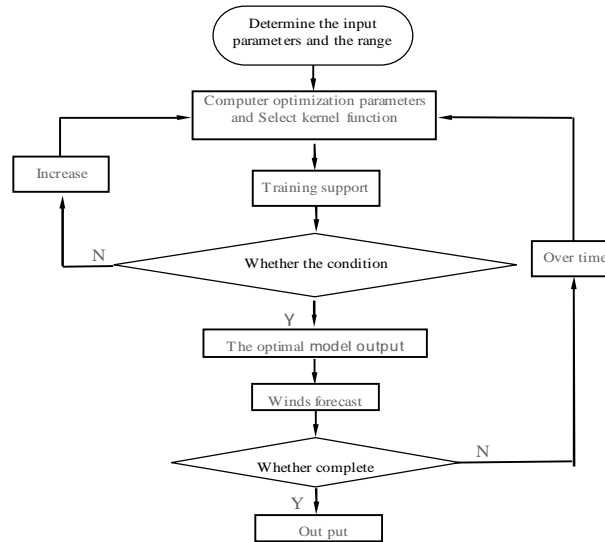 Determine the input
parameters and the range
Computer optimization parameters
and Select kernel function
Increase
Training support
N
Whether the condition
Over time
Y
The optimal model output
Winds forecast
N
Whether complete
Y
Out put